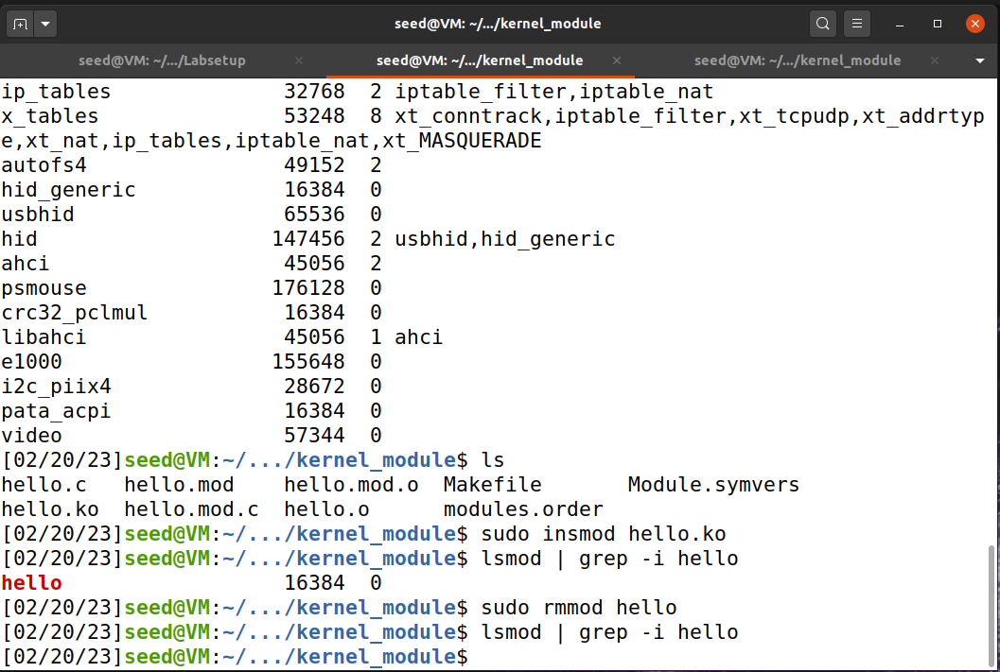 seed@VM: ~/.../kernel_module
seed@VM: ~/.../Labsetup
seed@VM: ~/.../kernel_module
seed@VM: ~/.../kernel_module
ip_tables              32768  2 iptable_filter,iptable_nat
x_tables               53248  8 xt_conntrack,iptable_filter,xt_tcpudp,xt_addrtyp
e,xt_nat,ip_tables,iptable_nat,xt_MASQUERADE
autofs4                49152  2
hid_generic            16384  0
usbhid                 65536  0
hid                   147456  2 usbhid,hid_generic
ahci                   45056  2
psmouse               176128  0
crc32_pclmul           16384  0
libahci                45056  1 ahci
e1000                 155648  0
i2c_piix4              28672  0
pata_acpi              16384  0
video                  57344  0
[02/20/23]seed@VM:~/.../kernel_module$ ls
hello.c   hello.mod    hello.mod.o  Makefile       Module.symvers
hello.ko  hello.mod.c  hello.o      modules.order
[02/20/23]seed@VM:~/.../kernel_module$ sudo insmod hello.ko
[02/20/23]seed@VM:~/.../kernel_module$ lsmod | grep -i hello
hello                  16384  0
[02/20/23]seed@VM:~/.../kernel_module$ sudo rmmod hello
[02/20/23]seed@VM:~/.../kernel_module$ lsmod | grep -i hello
[02/20/23]seed@VM:~/.../kernel_module$